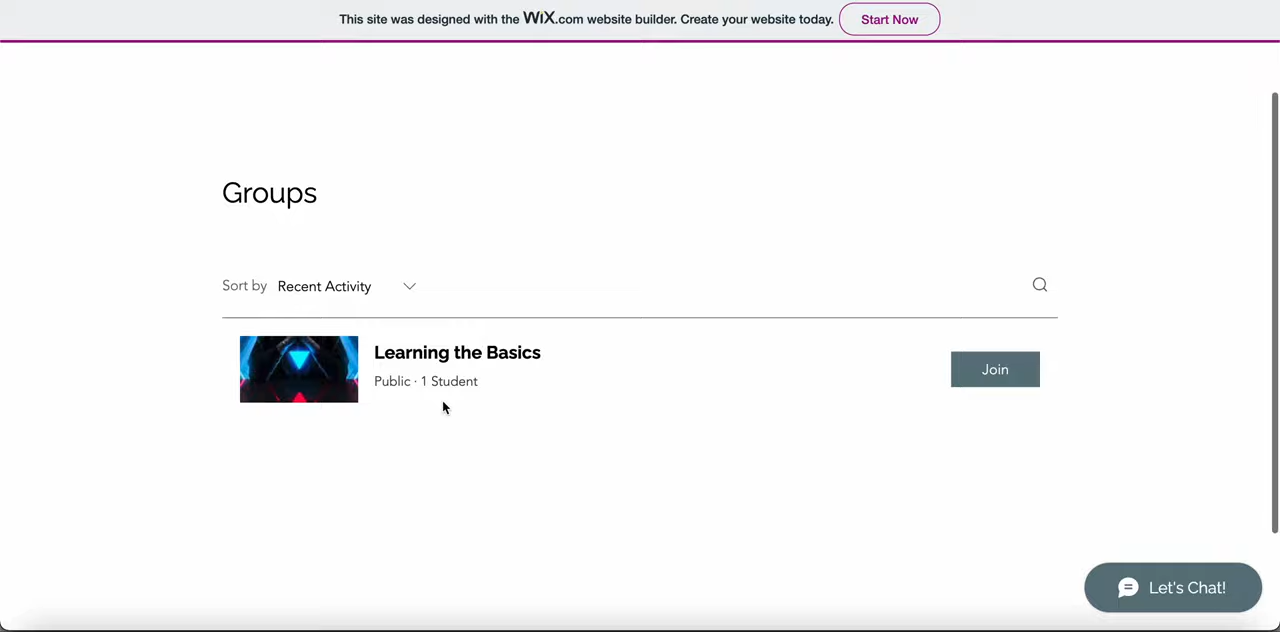 This site was designed with the WiX.com website builder. Create your website today. Start Now
Groups
Sort by Recent Activity
Learning the Basics
Public · 1 Student
Join
Let's Chat!